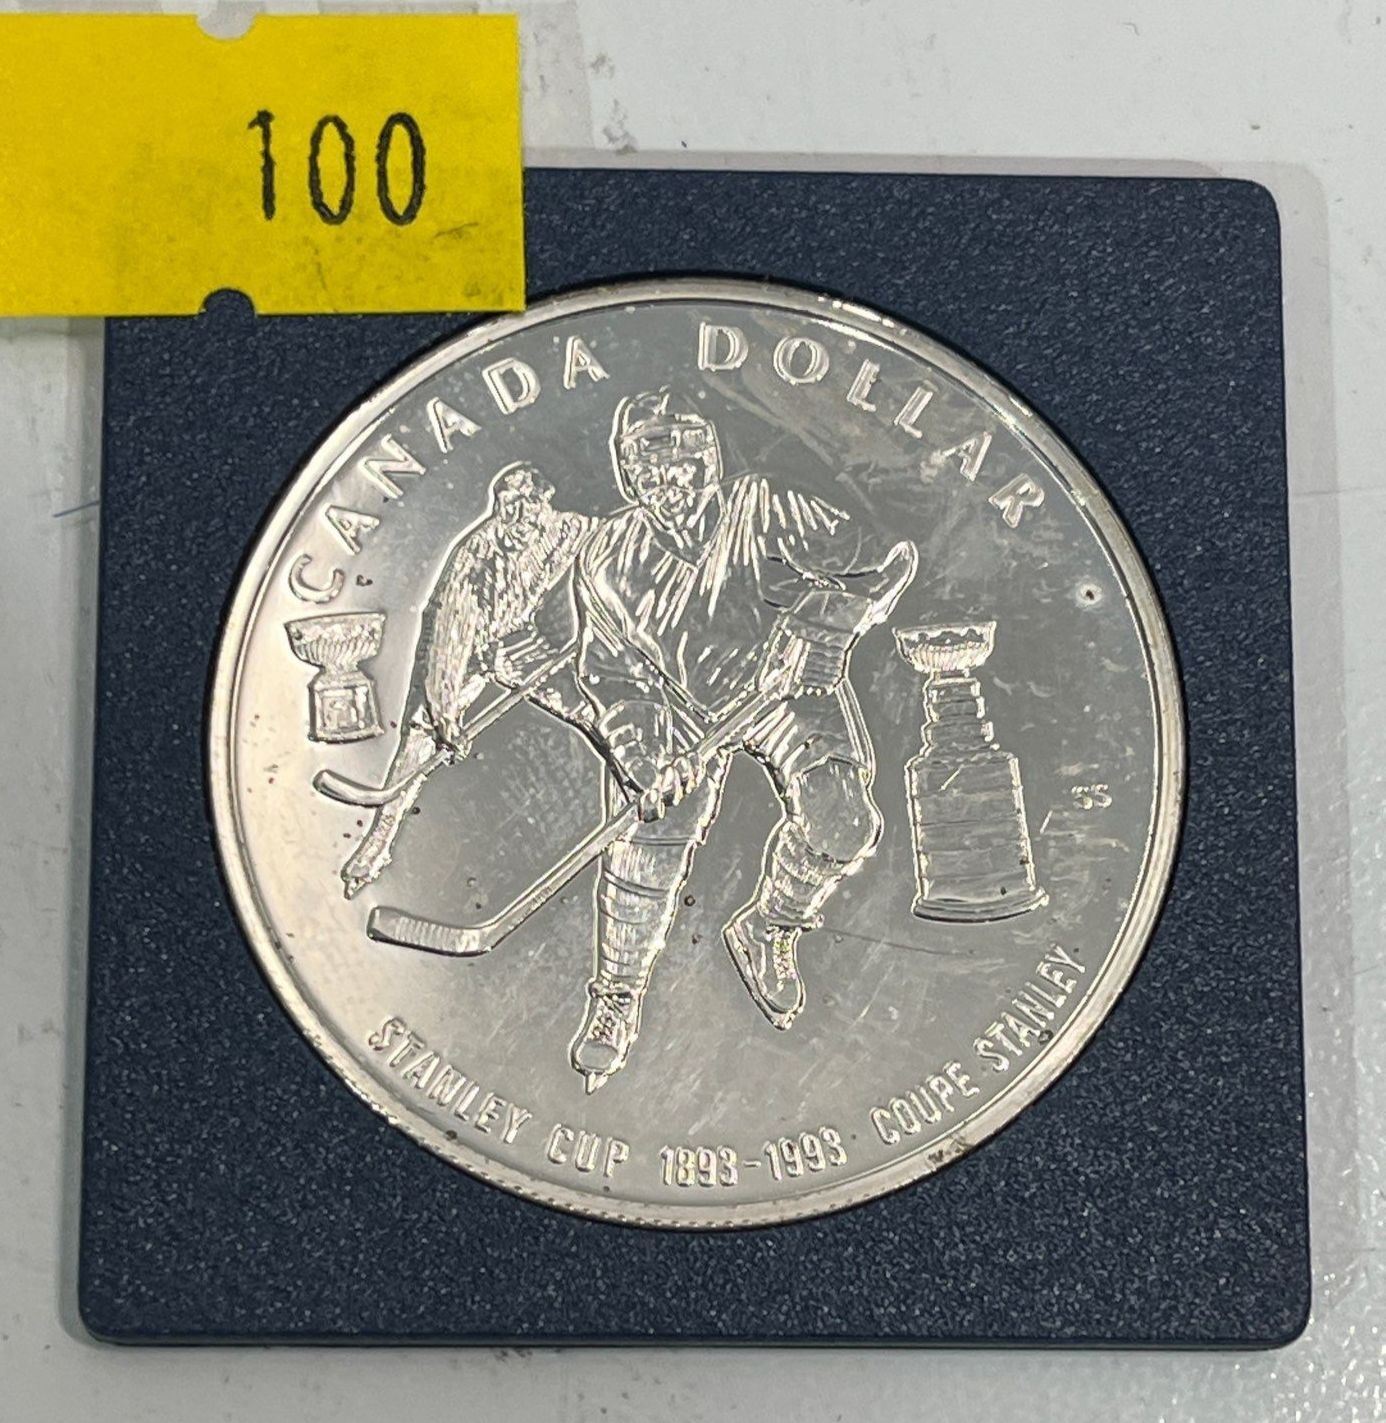 100
CANADA DOLLAR
SS
STANLEY CUP 1893-1993 COUPE STANLEY